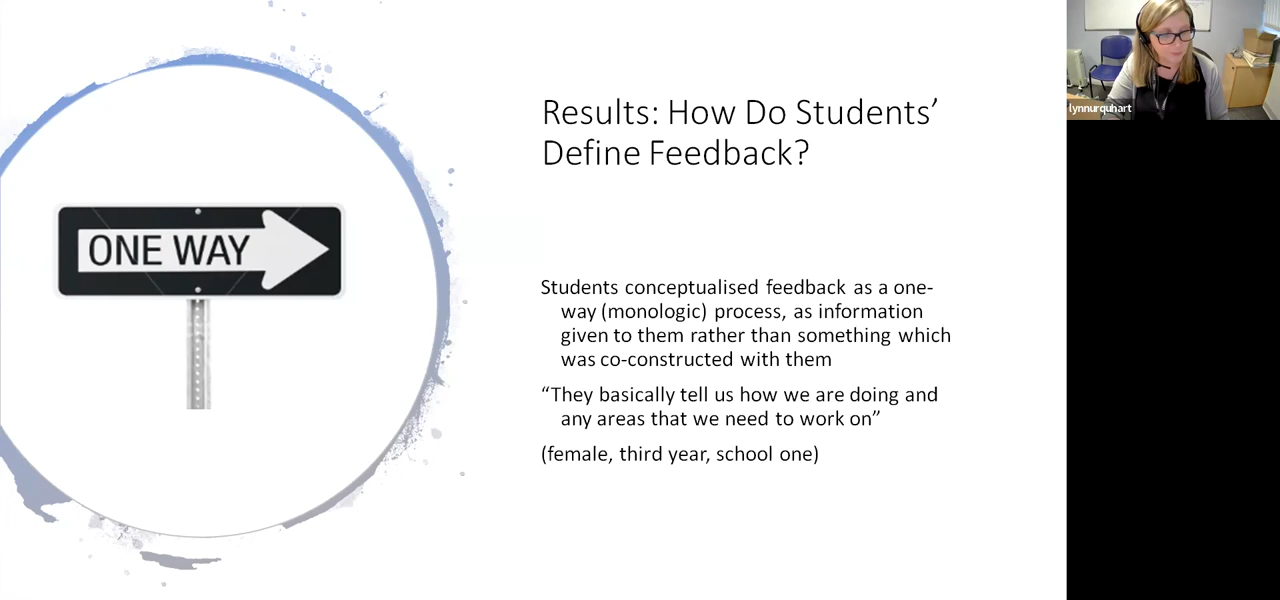 Results: How Do Students’
Define Feedback?
ONE WAY
Students conceptualised feedback as a one-
way (monologic) process, as information
given to them rather than something which
was co-constructed with them
“They basically tell us how we are doing and
any areas that we need to work on”
(female, third year, school one)
lynnurquhart